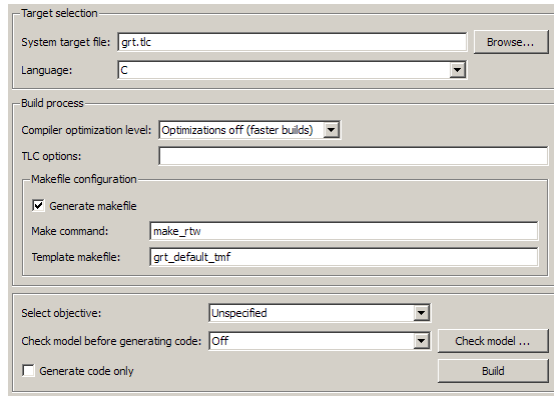 Target selection
System target file: grt.tlc Browse...
Language: C
Build process
Compiler optimization level: Optimizations off (faster builds)
TLC options:
Makefile configuration
Generate makefile
Make command: make_rtw
Template makefile: grt_default_tmf
Select objective: Unspecified
Check model before generating code: Off Check model ...
Generate code only Build